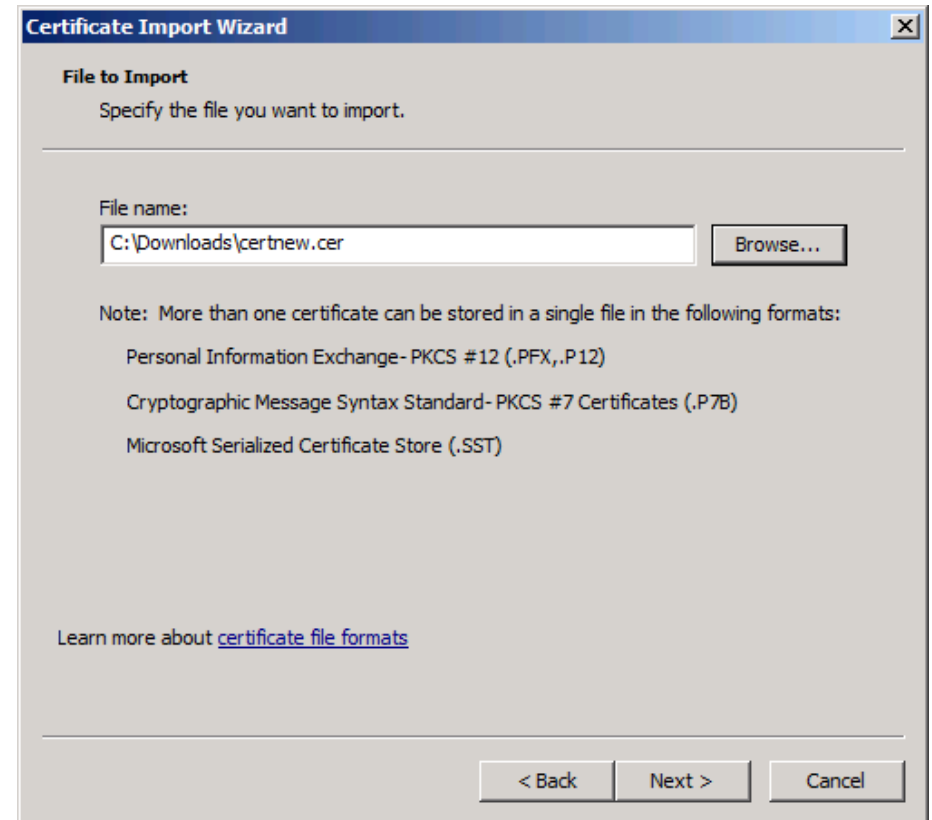 Certificate Import Wizard
File to Import
Specify the file you want to import.
File name:
C:\Downloads\certnew.cer
Browse...
Note:  More than one certificate can be stored in a single file in the following formats:
Personal Information Exchange- PKCS #12 (.PFX,.P12)
Cryptographic Message Syntax Standard- PKCS #7 Certificates (.P7B)
Microsoft Serialized Certificate Store (.SST)
Learn more about certificate file formats
< Back
Next >
Cancel